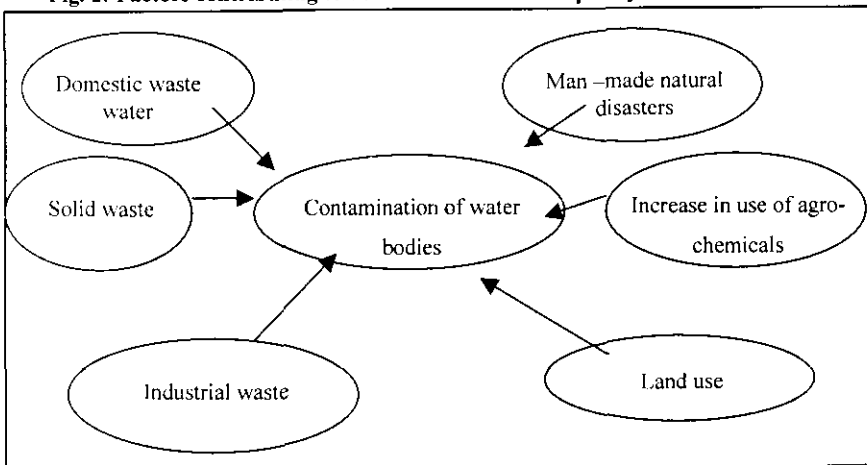 Domestic waste
water
Man –made natural
disasters
Solid waste
Contamination of water
bodies
Increase in use of agro-
chemicals
Industrial waste
Land use